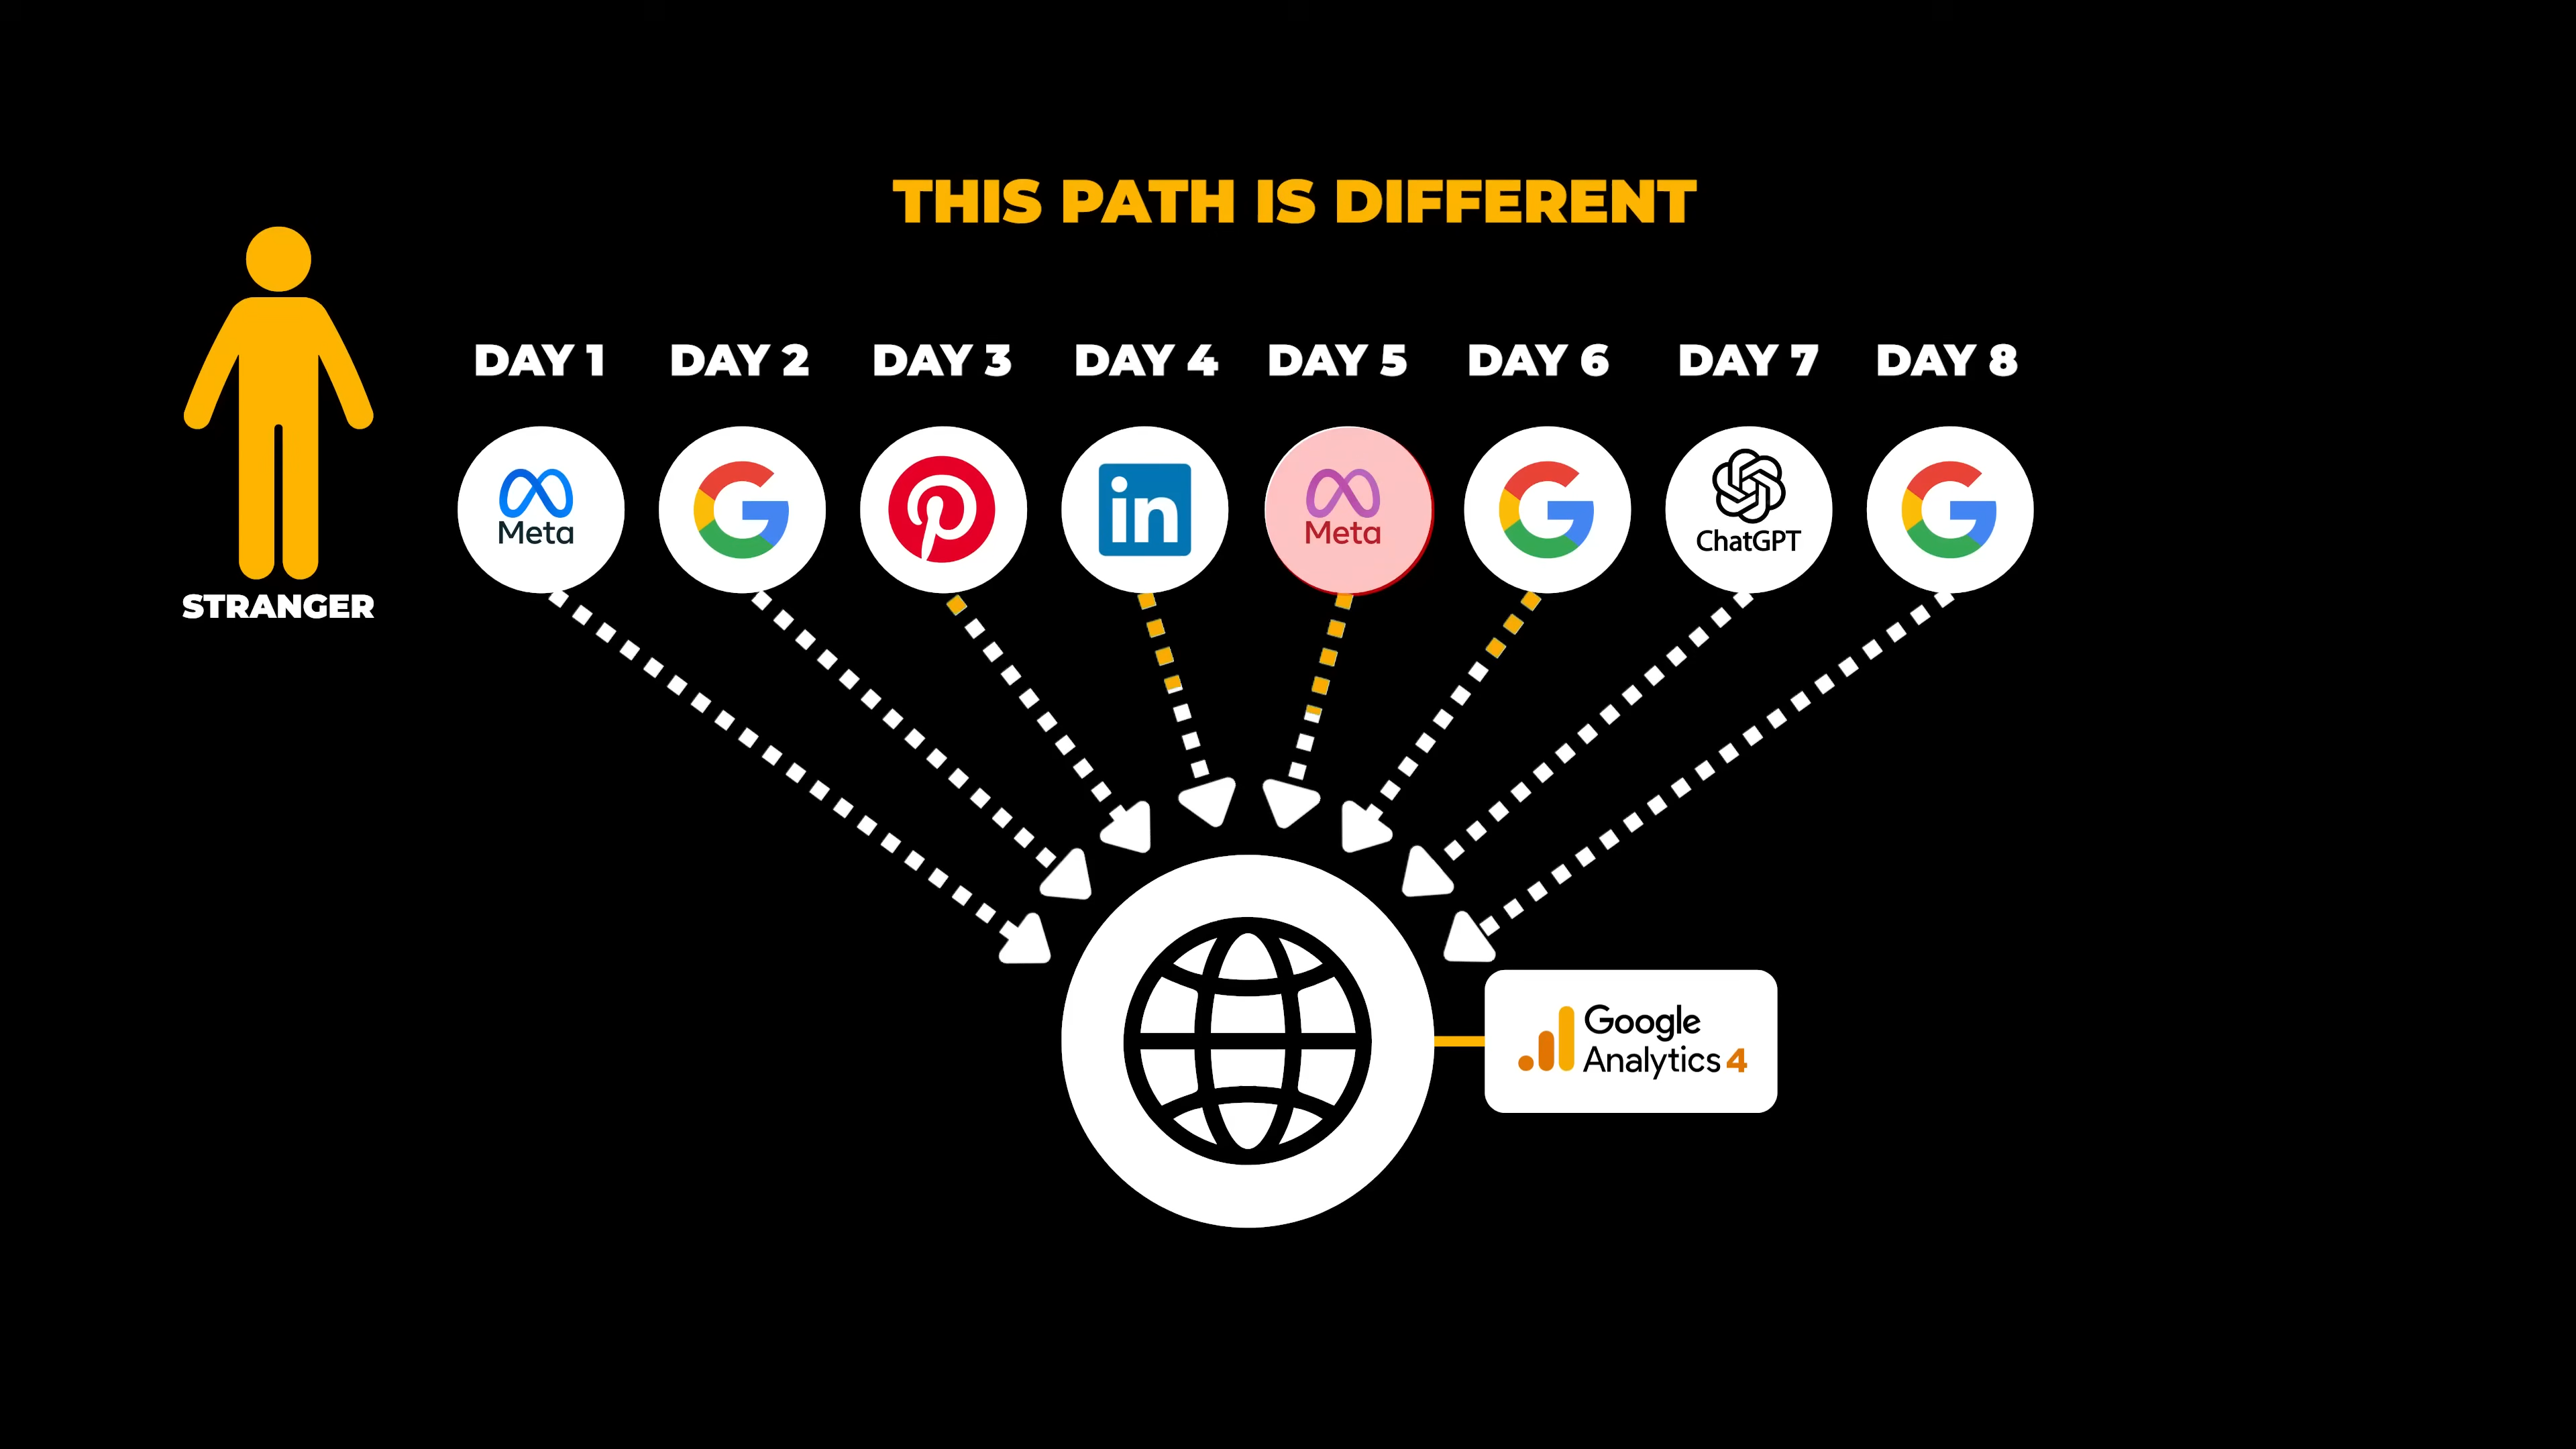 THIS PATH IS DIFFERENT
DAY 1 DAY 2 DAY 3 DAY 4 DAY 5 DAY 6 DAY 7 DAY 8
Meta
in
Meta
ChatGPT
STRANGER
Google
Analytics 4